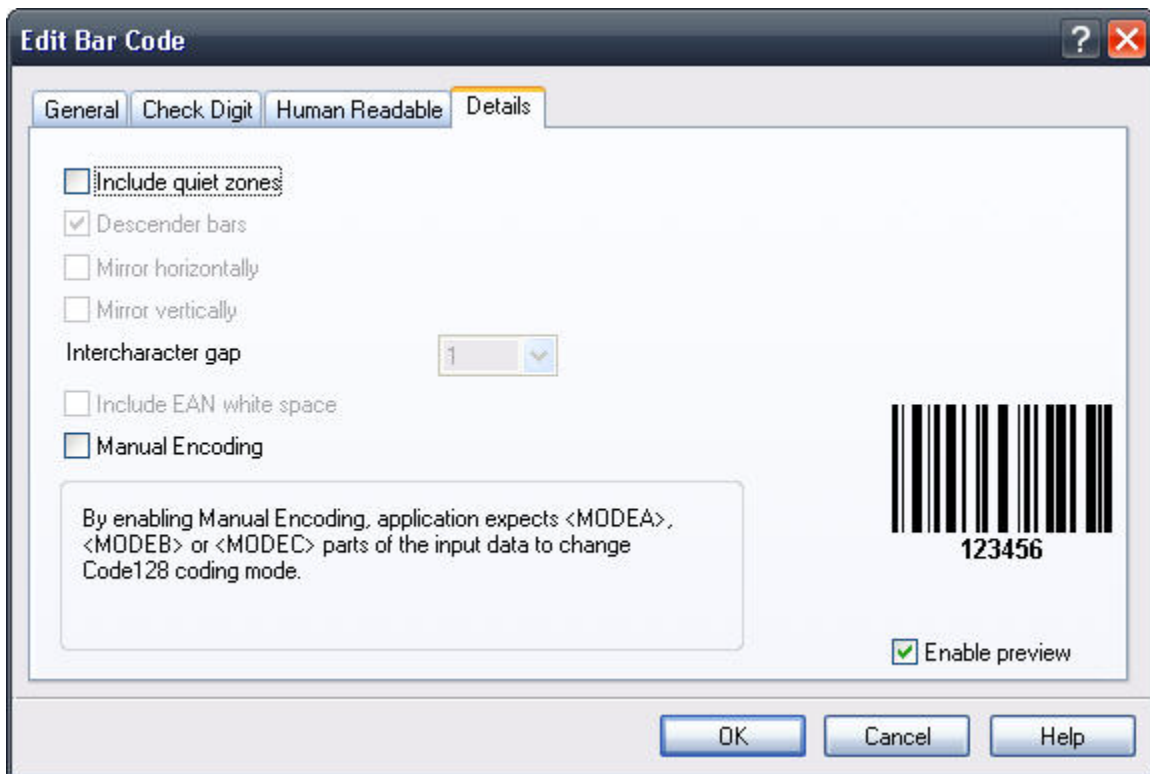 Edit Bar Code
?
General Check Digit Human Readable Details
Include quiet zones
Descender bars
Mirror horizontally
Mirror vertically
Intercharacter gap 1
Include EAN white space
Manual Encoding
By enabling Manual Encoding, application expects <MODEA>,
<MODEB> or <MODEC> parts of the input data to change
Code128 coding mode.
123456
Enable preview
OK Cancel Help